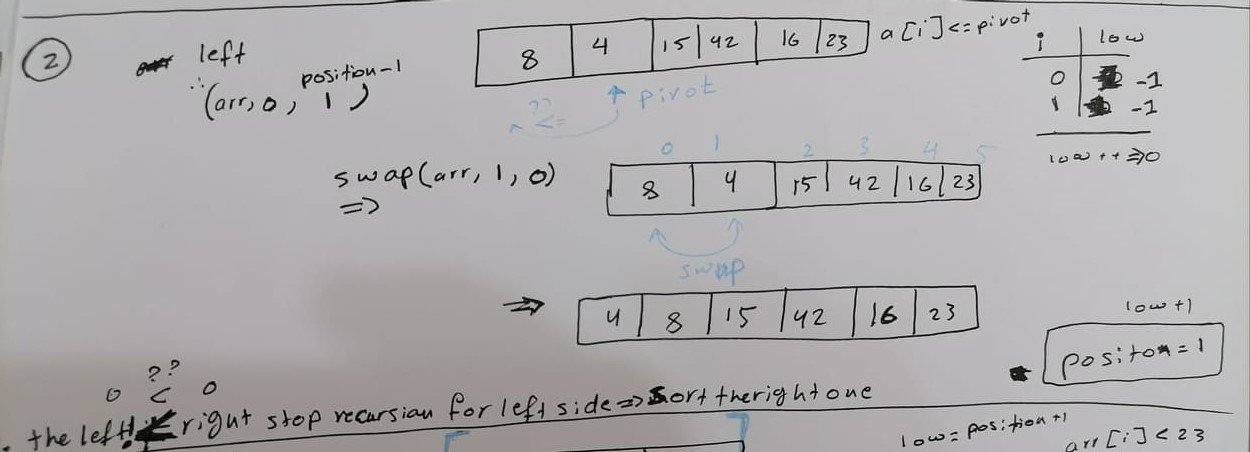 2
left
∴ (arr, 0, position-1
1)
8 4 15 42 16 23
a[i]<=pivot
?? <=
pivot
i low
0 -1
1 -1
low++=>0
swap(arr, 1, 0)
=>
0 1 2 3 4 5
8 4 15 42 16 23
swap
=> 4 8 15 42 16 23
low+1
positon=1
??
0 < 0
. the left!< right stop recursian for left side=>sort the right one
low=position+1
arr[i]<23